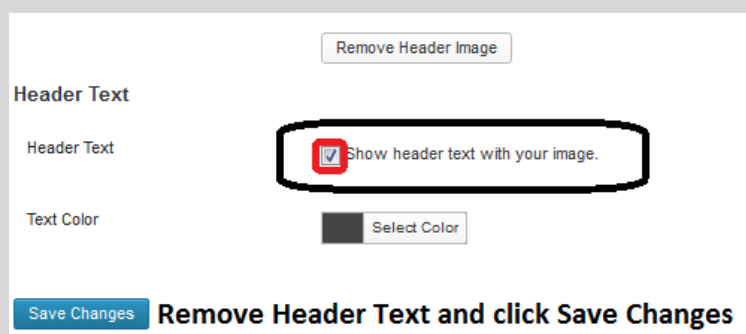 Remove Header Image
Header Text
Header Text Show header text with your image.
Text Color Select Color
Save Changes Remove Header Text and click Save Changes